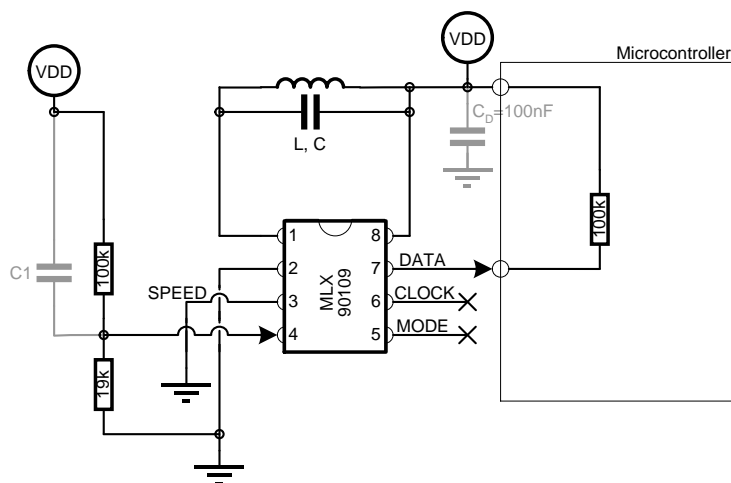 VDD
Microcontroller
VDD
C_D=100nF
L, C
100k
1
8
C1
100k
2
MLX
90109
7
DATA
SPEED
3
6
CLOCK
4
5
MODE
19k